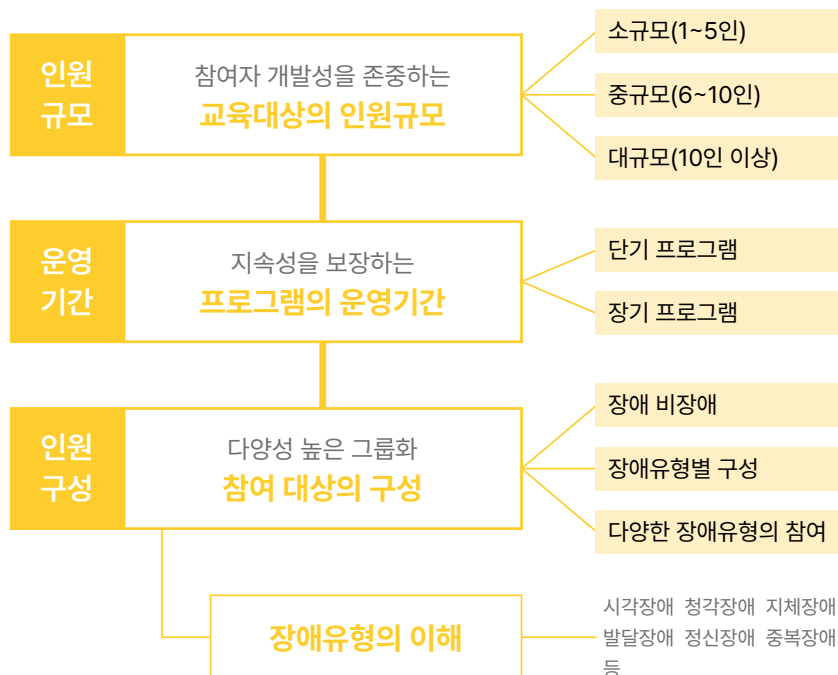 인원
규모
참여자 개발성을 존중하는
교육대상의 인원규모
소규모(1~5인)
중규모(6~10인)
대규모(10인 이상)
운영
기간
지속성을 보장하는
프로그램의 운영기간
단기 프로그램
장기 프로그램
인원
구성
다양성 높은 그룹화
참여 대상의 구성
장애 비장애
장애유형별 구성
다양한 장애유형의 참여
장애유형의 이해
시각장애 청각장애 지체장애
발달장애 정신장애 중복장애
등